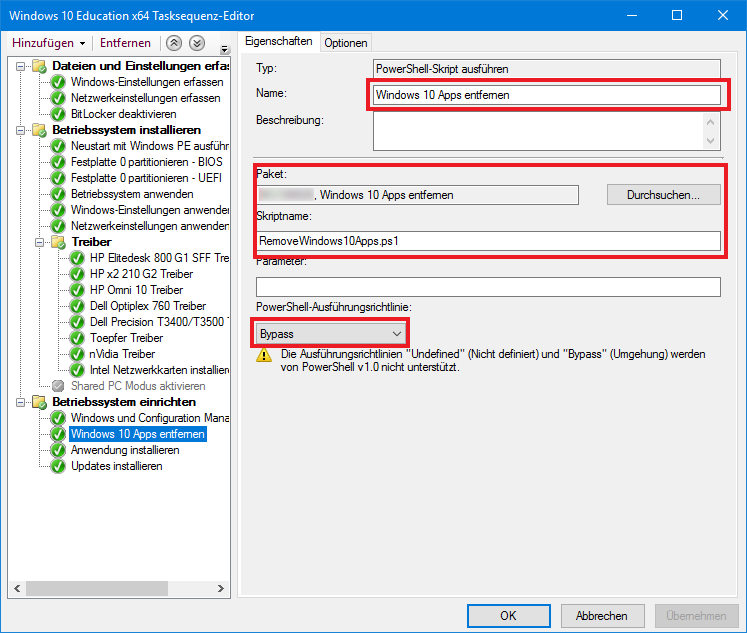 Windows 10 Education x64 Tasksequenz-Editor
Hinzufügen
Entfernen
Dateien und Einstellungen erfas
Windows-Einstellungen erfassen
Netzwerkeinstellungen erfassen
BitLocker deaktivieren
Betriebssystem installieren
Neustart mit Windows PE ausführ
Festplatte 0 partitionieren - BIOS
Festplatte 0 partitionieren - UEFI
Betriebssystem anwenden
Windows-Einstellungen anwenden
Netzwerkeinstellungen anwenden
Treiber
HP Elitedesk 800 G1 SFF Tre
HP x2 210 G2 Treiber
HP Omni 10 Treiber
Dell Optiplex 760 Treiber
Dell Precision T3400/T3500 T
Toepfer Treiber
nVidia Treiber
Intel Netzwerkkarten installiere
Shared PC Modus aktivieren
Betriebssystem einrichten
Windows und Configuration Mana
Windows 10 Apps entfernen
Anwendung installieren
Updates installieren
Eigenschaften
Optionen
Typ:
PowerShell-Skript ausführen
Name:
Windows 10 Apps entfernen
Beschreibung:
Paket:
, Windows 10 Apps entfernen
Durchsuchen...
Skriptname:
RemoveWindows10Apps.ps1
Parameter:
PowerShell-Ausführungsrichtlinie:
Bypass
Die Ausführungsrichtlinien "Undefined" (Nicht definiert) und "Bypass" (Umgehung) werden
von PowerShell v1.0 nicht unterstützt.
OK
Abbrechen
Übernehmen